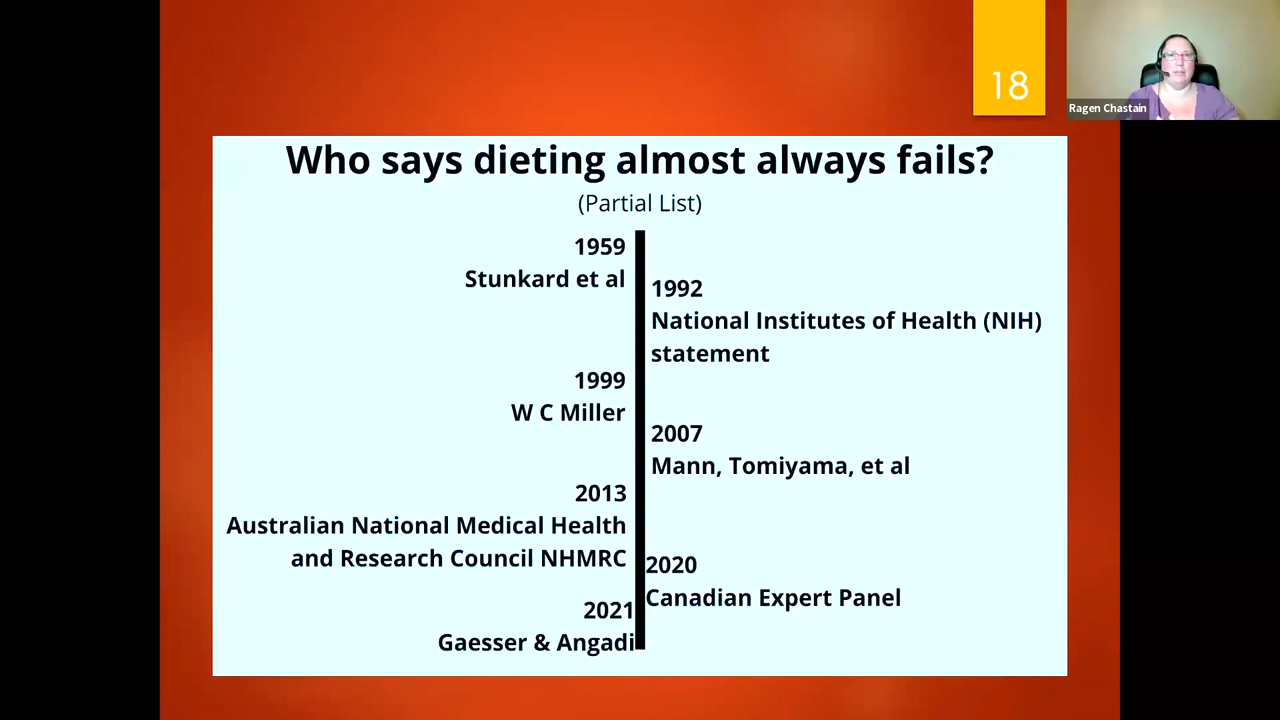 18
Ragen Chastain
Who says dieting almost always fails?
(Partial List)
1959
Stunkard et al
1992
National Institutes of Health (NIH)
statement
1999
W C Miller
2007
Mann, Tomiyama, et al
2013
Australian National Medical Health
and Research Council NHMRC
2020
Canadian Expert Panel
2021
Gaesser & Angadi